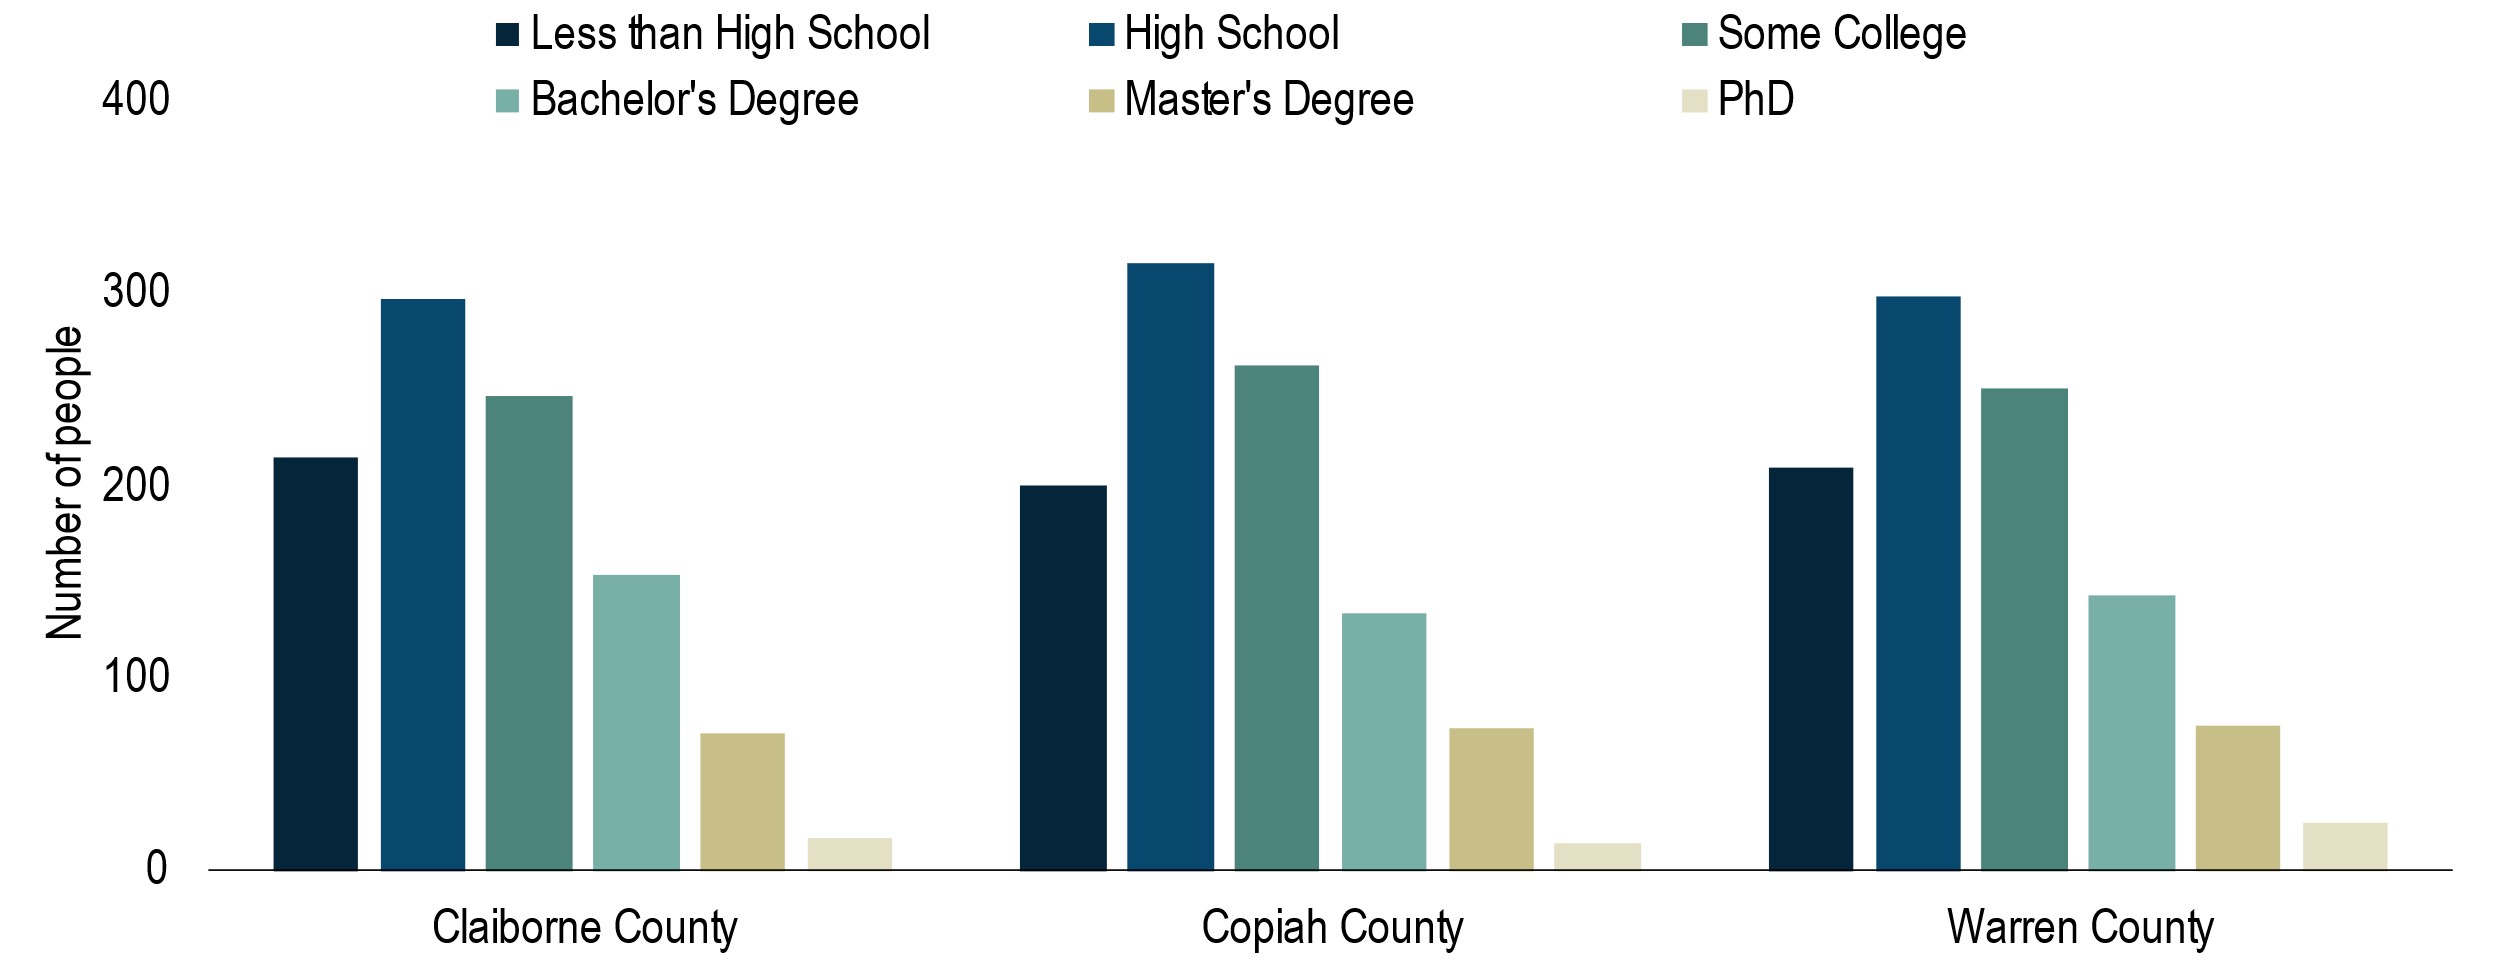 Less than High School
High School
Some College
Bachelor's Degree
Master's Degree
PhD
400
300
200
100
0
Number of people
Claiborne County
Copiah County
Warren County